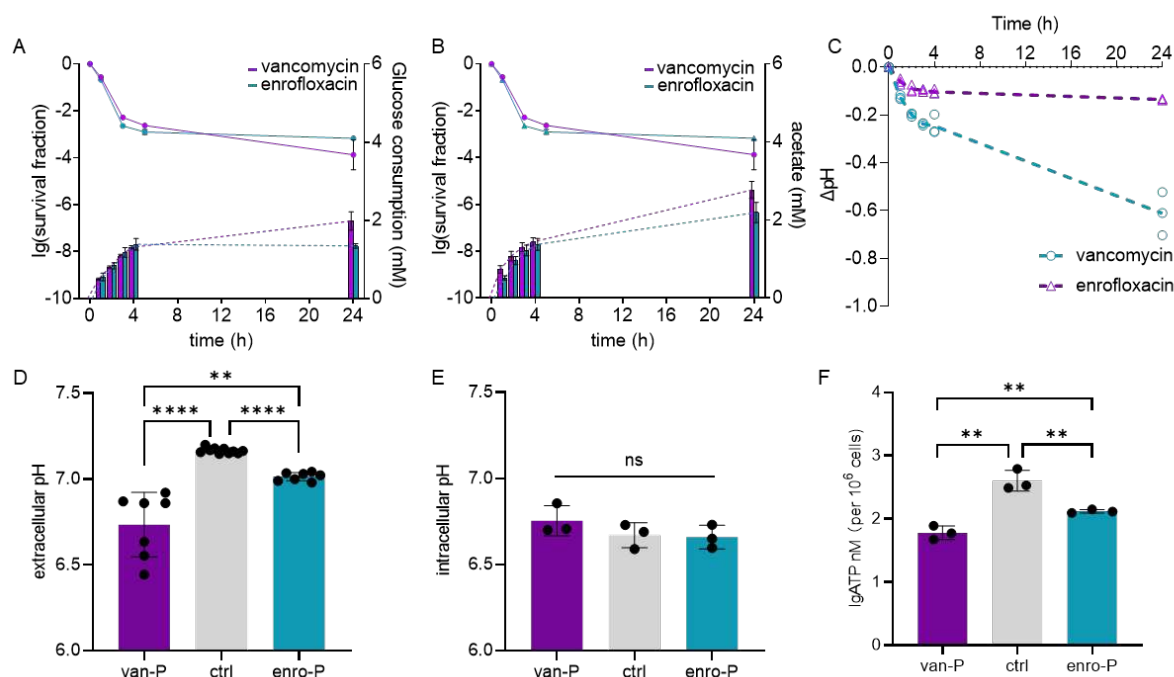 A
vancomycin
enrofloxacin
0
-2
-4
-6
-8
-10
lg(survival fraction)
6
4
2
0
Glucose consumption (mM)
0 4 8 12 16 20 24
time (h)
B
vancomycin
enrofloxacin
0
-2
-4
-6
-8
-10
lg(survival fraction)
6
4
2
0
acetate (mM)
0 4 8 12 16 20 24
time (h)
C
Time (h)
0 4 8 12 16 20 24
0.0
-0.2
-0.4
-0.6
-0.8
-1.0
ΔpH
vancomycin
enrofloxacin
D
7.5
7.0
6.5
6.0
extracellular pH
**
**** ****
van-P ctrl enro-P
E
7.5
7.0
6.5
6.0
intracellular pH
ns
van-P ctrl enro-P
F
4
3
2
1
0
lgATP nM (per 10⁶ cells)
**
** **
van-P ctrl enro-P